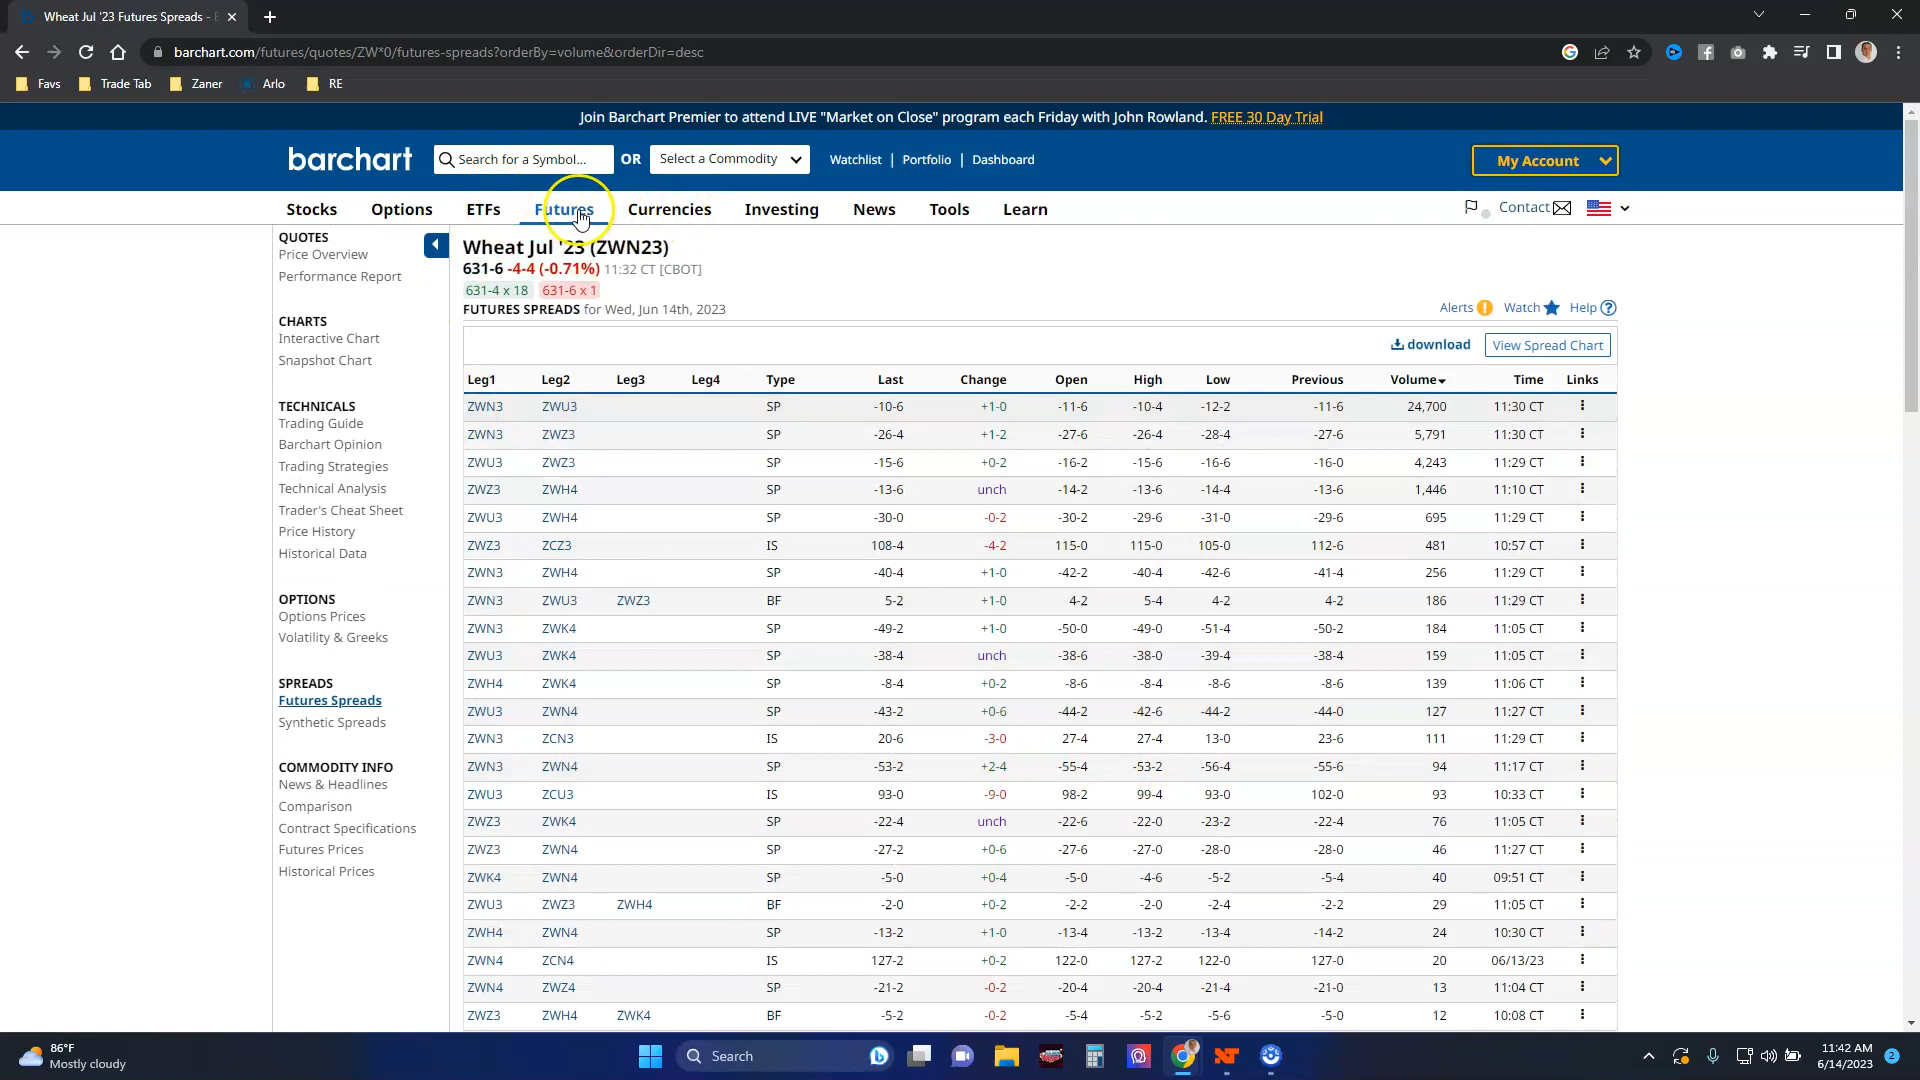 Wheat Jul '23 Futures Spreads - 
barchart.com/futures/quotes/ZW*0/futures-spreads?orderBy=volume&orderDir=desc
Favs Trade Tab Zaner Arlo RE
Join Barchart Premier to attend LIVE "Market on Close" program each Friday with John Rowland. FREE 30 Day Trial
barchart Search for a Symbol... OR Select a Commodity Watchlist | Portfolio | Dashboard My Account
Stocks Options ETFs Futures Currencies Investing News Tools Learn Contact
QUOTES
Price Overview
Performance Report
CHARTS
Interactive Chart
Snapshot Chart
TECHNICALS
Trading Guide
Barchart Opinion
Trading Strategies
Technical Analysis
Trader's Cheat Sheet
Price History
Historical Data
OPTIONS
Options Prices
Volatility & Greeks
SPREADS
Futures Spreads
Synthetic Spreads
COMMODITY INFO
News & Headlines
Comparison
Contract Specifications
Futures Prices
Historical Prices
Wheat Jul '23 (ZWN23)
631-6 -4-4 (-0.71%) 11:32 CT [CBOT]
631-4 x 18 631-6 x 1
FUTURES SPREADS for Wed, Jun 14th, 2023
Alerts ! Watch Help ?
download View Spread Chart
Leg1 Leg2 Leg3 Leg4 Type Last Change Open High Low Previous Volume Time Links
ZWN3 ZWU3 SP -10-6 +1-0 -11-6 -10-4 -12-2 -11-6 24,700 11:30 CT
ZWN3 ZWZ3 SP -26-4 +1-2 -27-6 -26-4 -28-4 -27-6 5,791 11:30 CT
ZWU3 ZWZ3 SP -15-6 +0-2 -16-2 -15-6 -16-6 -16-0 4,243 11:29 CT
ZWZ3 ZWH4 SP -13-6 unch -14-2 -13-6 -14-4 -13-6 1,446 11:10 CT
ZWU3 ZWH4 SP -30-0 -0-2 -30-2 -29-6 -31-0 -29-6 695 11:29 CT
ZWZ3 ZCZ3 IS 108-4 -4-2 115-0 115-0 105-0 112-6 481 10:57 CT
ZWN3 ZWH4 SP -40-4 +1-0 -42-2 -40-4 -42-6 -41-4 256 11:29 CT
ZWN3 ZWU3 ZWZ3 BF 5-2 +1-0 4-2 5-4 4-2 4-2 186 11:29 CT
ZWN3 ZWK4 SP -49-2 +1-0 -50-0 -49-0 -51-4 -50-2 184 11:05 CT
ZWU3 ZWK4 SP -38-4 unch -38-6 -38-0 -39-4 -38-4 159 11:05 CT
ZWH4 ZWK4 SP -8-4 +0-2 -8-6 -8-4 -8-6 -8-6 139 11:06 CT
ZWU3 ZWN4 SP -43-2 +0-6 -44-2 -42-6 -44-2 -44-0 127 11:27 CT
ZWN3 ZCN3 IS 20-6 -3-0 27-4 27-4 13-0 23-6 111 11:29 CT
ZWN3 ZWN4 SP -53-2 +2-4 -55-4 -53-2 -56-4 -55-6 94 11:17 CT
ZWU3 ZCU3 IS 93-0 -9-0 98-2 99-4 93-0 102-0 93 10:33 CT
ZWZ3 ZWK4 SP -22-4 unch -22-6 -22-0 -23-2 -22-4 76 11:05 CT
ZWZ3 ZWN4 SP -27-2 +0-6 -27-6 -27-0 -28-0 -28-0 46 11:27 CT
ZWK4 ZWN4 SP -5-0 +0-4 -5-0 -4-6 -5-2 -5-4 40 09:51 CT
ZWU3 ZWZ3 ZWH4 BF -2-0 +0-2 -2-2 -2-0 -2-4 -2-2 29 11:05 CT
ZWH4 ZWN4 SP -13-2 +1-0 -13-4 -13-2 -13-4 -14-2 24 10:30 CT
ZWN4 ZCN4 IS 127-2 +0-2 122-0 127-2 122-0 127-0 20 06/13/23
ZWN4 ZWZ4 SP -21-2 -0-2 -20-4 -20-4 -21-4 -21-0 13 11:04 CT
ZWZ3 ZWH4 ZWK4 BF -5-2 -0-2 -5-4 -5-2 -5-6 -5-0 12 10:08 CT
86°F
Mostly cloudy
Search
11:42 AM
6/14/2023
2